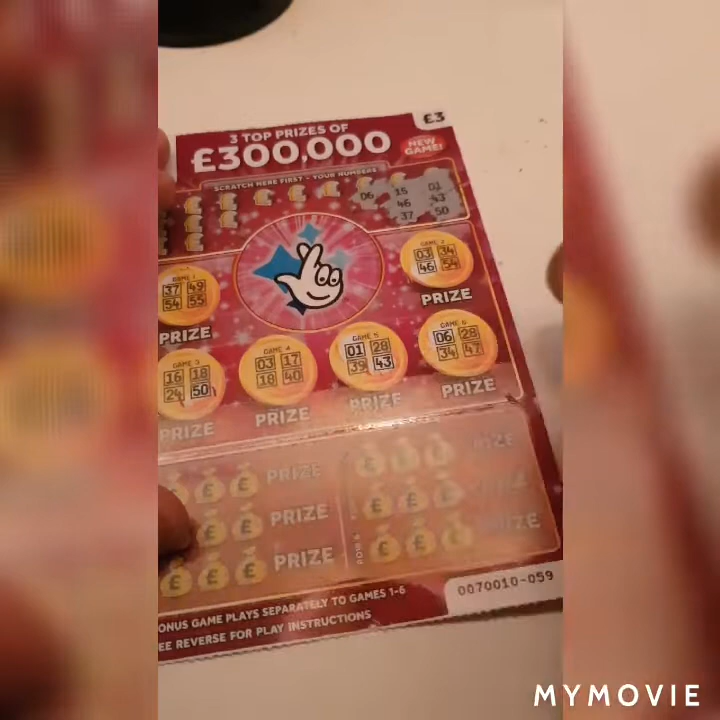 £3
3 TOP PRIZES OF
£300,000
NEW GAME!
SCRATCH HERE FIRST - YOUR NUMBERS
06 15 01
46 43
37 50
GAME 1
37 49
54 55
PRIZE
GAME 2
03 34
46 54
PRIZE
GAME 3
16 18
24 50
PRIZE
GAME 4
03 17
18 40
PRIZE
GAME 5
01 28
39 43
PRIZE
GAME 6
06 28
34 47
PRIZE
£ £ PRIZE
£ £ PRIZE
£ £ £ PRIZE
£ £ £ PRIZE
£ £ £ PRIZE
ROW 6 £ £ £ PRIZE
0070010-059
ONUS GAME PLAYS SEPARATELY TO GAMES 1-6
EE REVERSE FOR PLAY INSTRUCTIONS
MYMOVIE